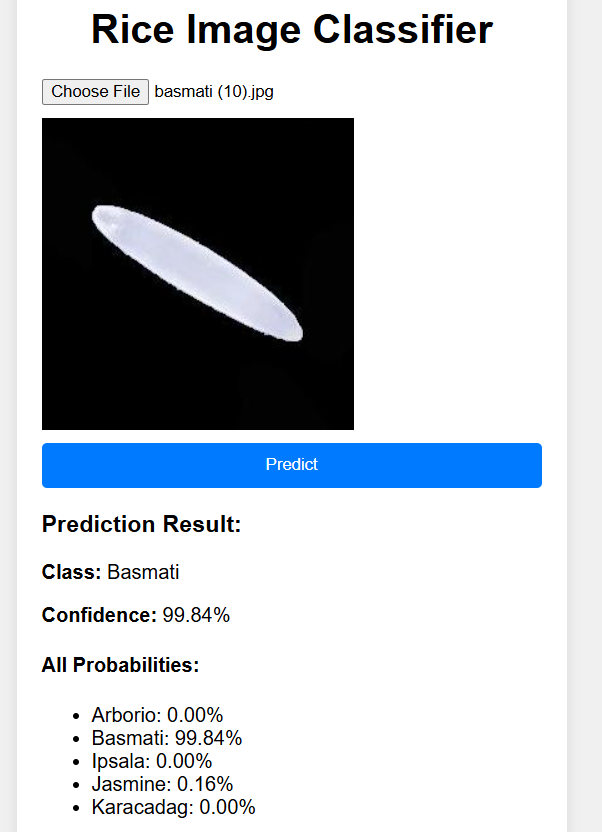 Rice Image Classifier
Choose File basmati (10).jpg
Predict
Prediction Result:
Class: Basmati
Confidence: 99.84%
All Probabilities:
• Arborio: 0.00%
• Basmati: 99.84%
• Ipsala: 0.00%
• Jasmine: 0.16%
• Karacadag: 0.00%